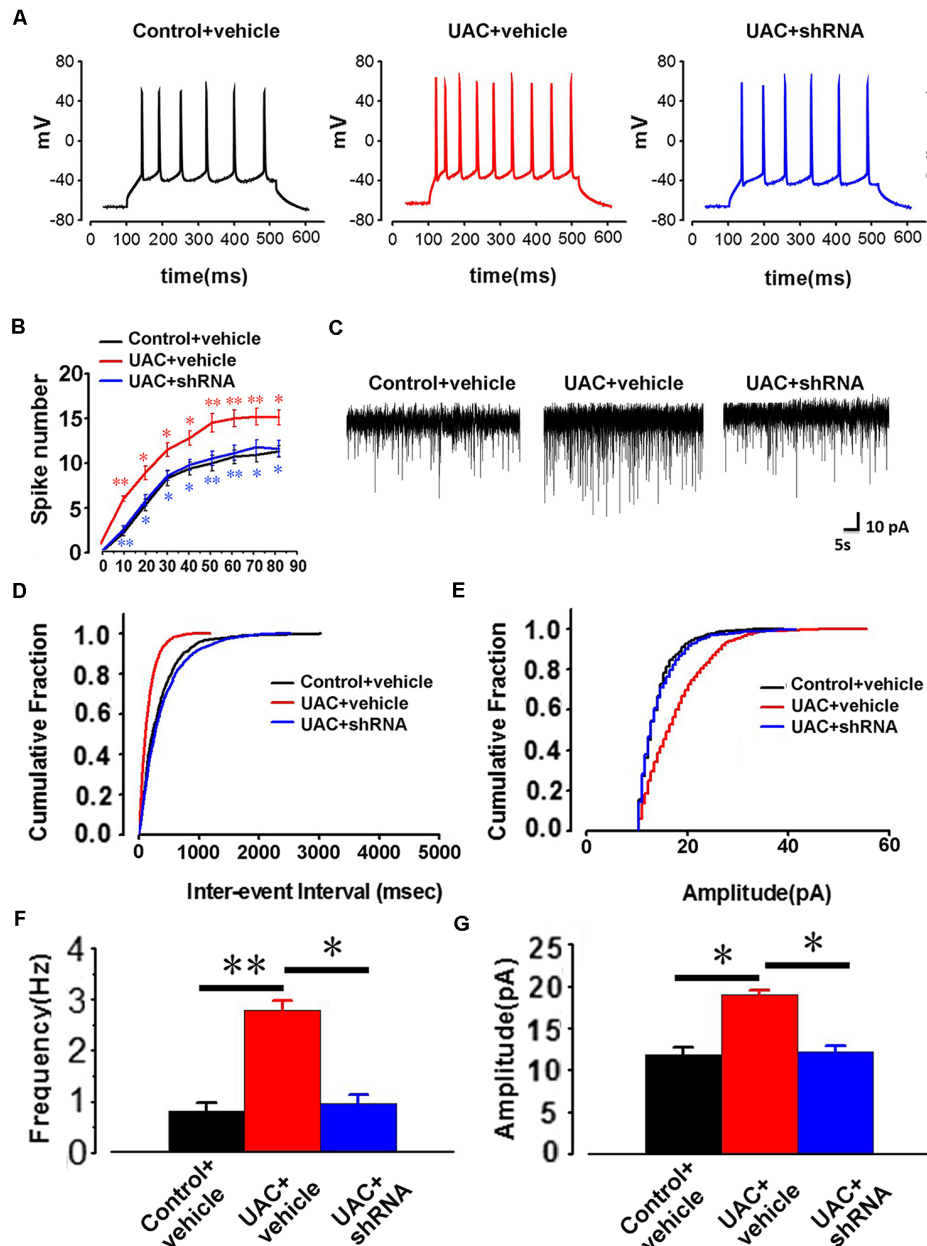 A
Control+vehicle
UAC+vehicle
UAC+shRNA
80
40
0
-40
-80
mV
0 100 200 300 400 500 600
time(ms)
80
40
0
-40
-80
mV
0 100 200 300 400 500 600
time(ms)
80
40
0
-40
-80
mV
0 100 200 300 400 500 600
time(ms)
B
Control+vehicle
UAC+vehicle
UAC+shRNA
20
15
10
5
0
Spike number
** * * * ** ** ** *
** * * * ** ** * *
0 10 20 30 40 50 60 70 80 90
C
Control+vehicle
UAC+vehicle
UAC+shRNA
10 pA
5s
D
1.0
0.8
0.6
0.4
0.2
0.0
Cumulative Fraction
Control+vehicle
UAC+vehicle
UAC+shRNA
0 1000 2000 3000 4000 5000
Inter-event Interval (msec)
E
1.0
0.8
0.6
0.4
0.2
0.0
Cumulative Fraction
Control+vehicle
UAC+vehicle
UAC+shRNA
0 20 40 60
Amplitude(pA)
F
4
3
2
1
0
Frequency(Hz)
** *
Control+
vehicle
UAC+
vehicle
UAC+
shRNA
G
25
20
15
10
5
0
Amplitude(pA)
* *
Control+
vehicle
UAC+
vehicle
UAC+
shRNA